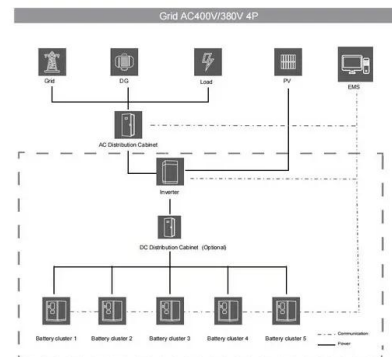 Grid AC400V/380V 4P
Grid
DG
Load
PV
EMS
AC Distribution Cabinet
Inverter
DC Distribution Cabinet (Optional)
Battery cluster 1
Battery cluster 2
Battery cluster 3
Battery cluster 4
Battery cluster 5
Communication
Power